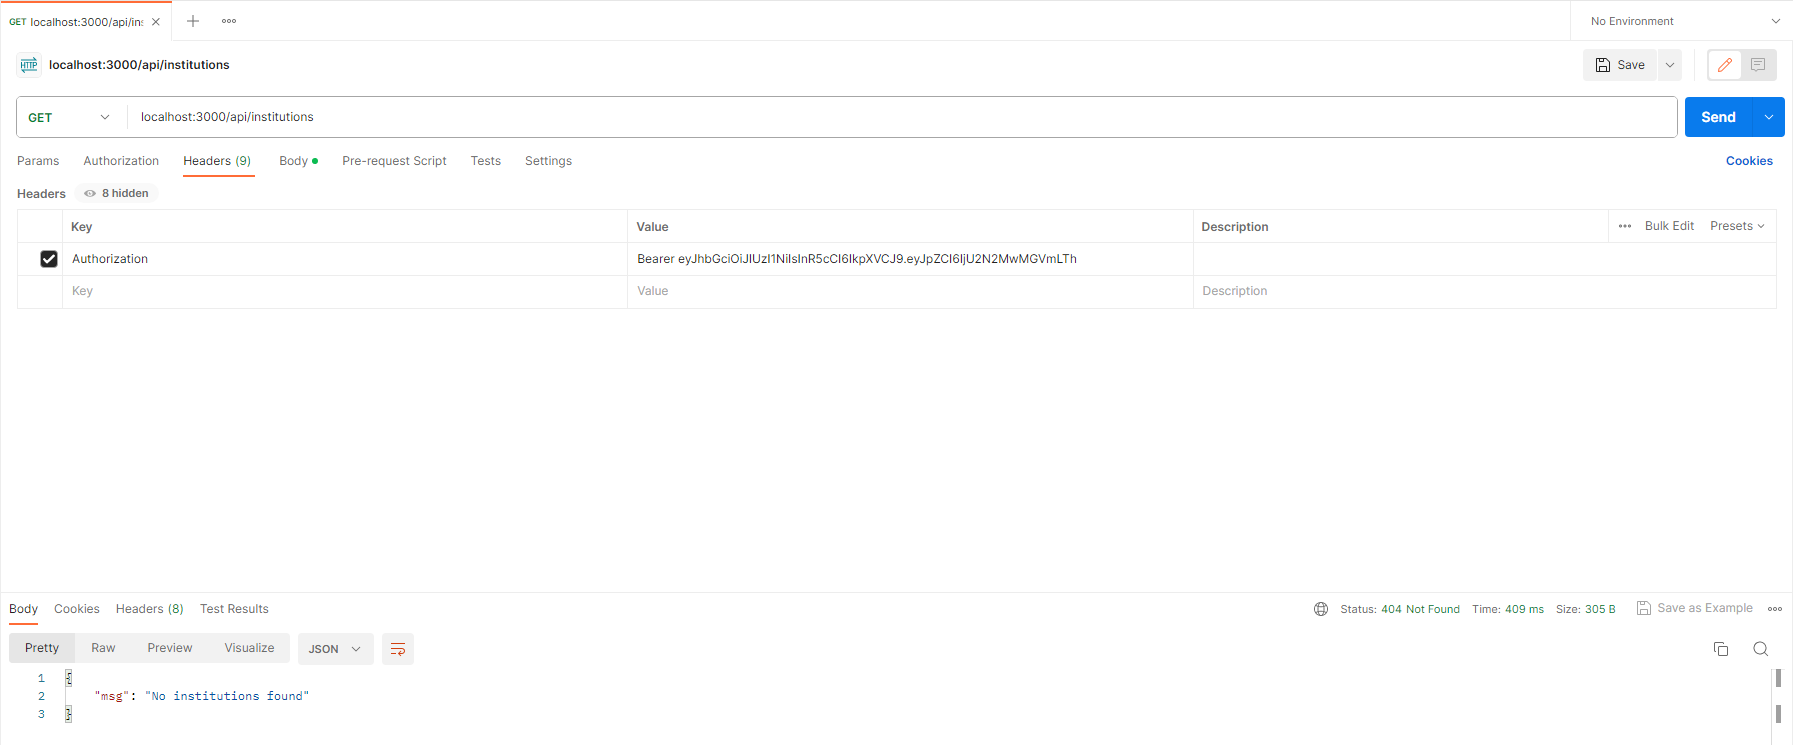 GET localhost:3000/api/ins
No Environment
HTTP localhost:3000/api/institutions
Save
GET localhost:3000/api/institutions Send
Params Authorization Headers (9) Body Pre-request Script Tests Settings Cookies
Headers 8 hidden
Key Value Description Bulk Edit Presets
Authorization Bearer eyJhbGciOiJIUzI1NiIsInR5cCI6IkpXVCJ9.eyJpZCI6IjU2N2MwMGVmLTh
Key Value Description
Body Cookies Headers (8) Test Results Status: 404 Not Found Time: 409 ms Size: 305 B Save as Example
Pretty Raw Preview Visualize JSON
1 {
2 "msg": "No institutions found"
3 }